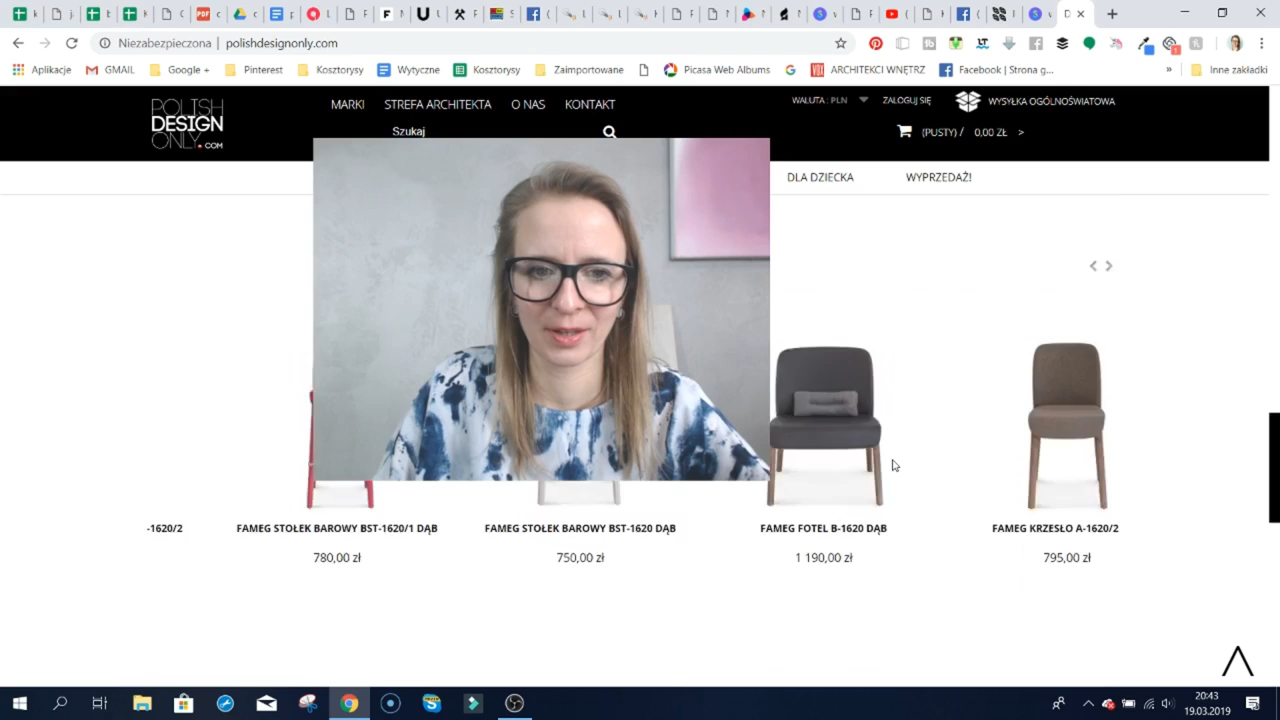 Niezabezpieczona | polishdesignonly.com
Aplikacje GMAIL Google + Pinterest Kosztorysy Wytyczne Kosztorysy Zaimportowane Picasa Web Albums ARCHITEKCI WNĘTRZ Facebook | Strona g... » Inne zakładki
POLISH
DESIGN
ONLY.COM
MARKI STREFA ARCHITEKTA O NAS KONTAKT
WALUTA : PLN ZALOGUJ SIĘ WYSYŁKA OGÓLNOŚWIATOWA
Szukaj
(PUSTY) / 0,00 ZŁ >
DLA DZIECKA WYPRZEDAŻ!
-1620/2 FAMEG STOŁEK BAROWY BST-1620/1 DĄB FAMEG STOŁEK BAROWY BST-1620 DĄB FAMEG FOTEL B-1620 DĄB FAMEG KRZESŁO A-1620/2
780,00 zł 750,00 zł 1 190,00 zł 795,00 zł
20:43
19.03.2019